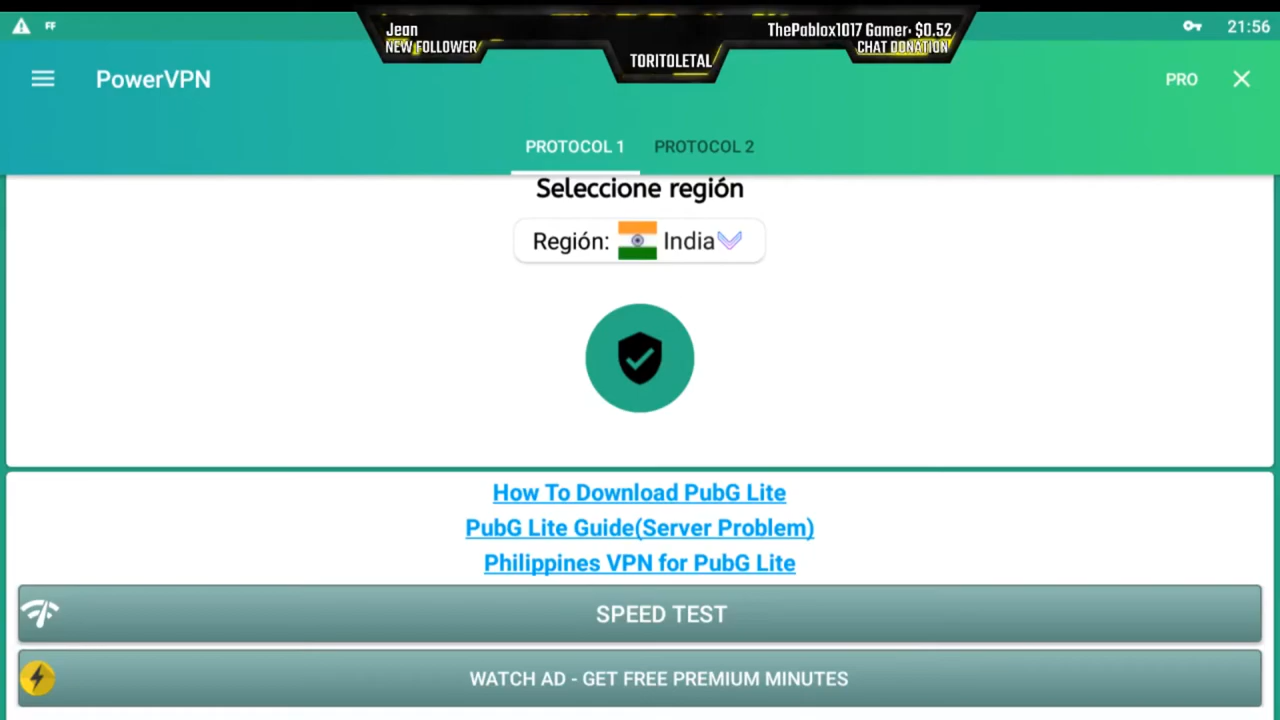 FF
Jean
NEW FOLLOWER
TORITOLETAL
ThePablox1017 Gamer: $0.52
CHAT DONATION
21:56
PowerVPN
PRO
PROTOCOL 1
PROTOCOL 2
Seleccione región
Región: India
How To Download PubG Lite
PubG Lite Guide(Server Problem)
Philippines VPN for PubG Lite
SPEED TEST
WATCH AD - GET FREE PREMIUM MINUTES